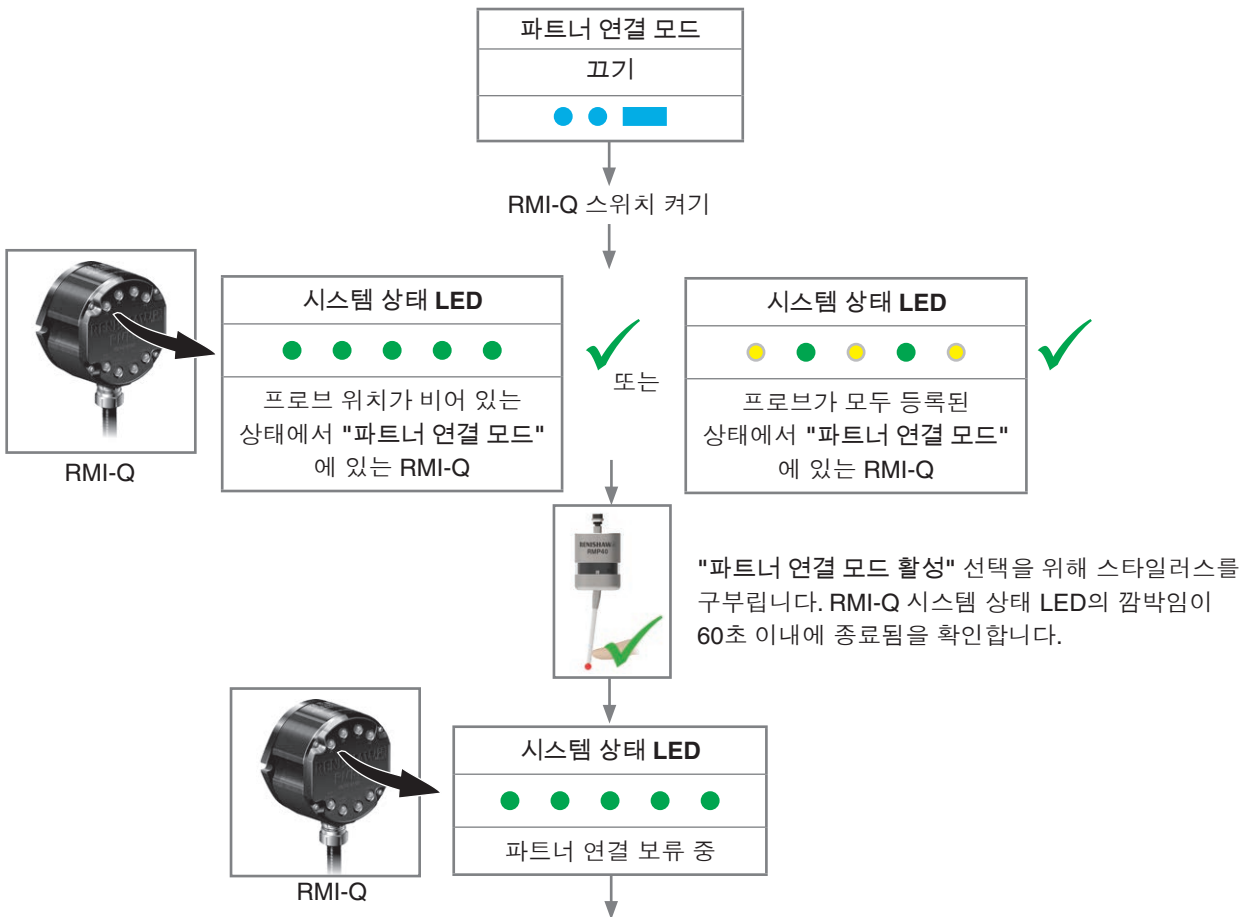 파트너 연결 모드
끄기
RMI-Q 스위치 켜기
RMI-Q
시스템 상태 LED
프로브 위치가 비어 있는
상태에서 "파트너 연결 모드"
에 있는 RMI-Q
또는
시스템 상태 LED
프로브가 모두 등록된
상태에서 "파트너 연결 모드"
에 있는 RMI-Q
RENISHAW
RMP40
"파트너 연결 모드 활성" 선택을 위해 스타일러스를
구부립니다. RMI-Q 시스템 상태 LED의 깜박임이
60초 이내에 종료됨을 확인합니다.
RMI-Q
시스템 상태 LED
파트너 연결 보류 중